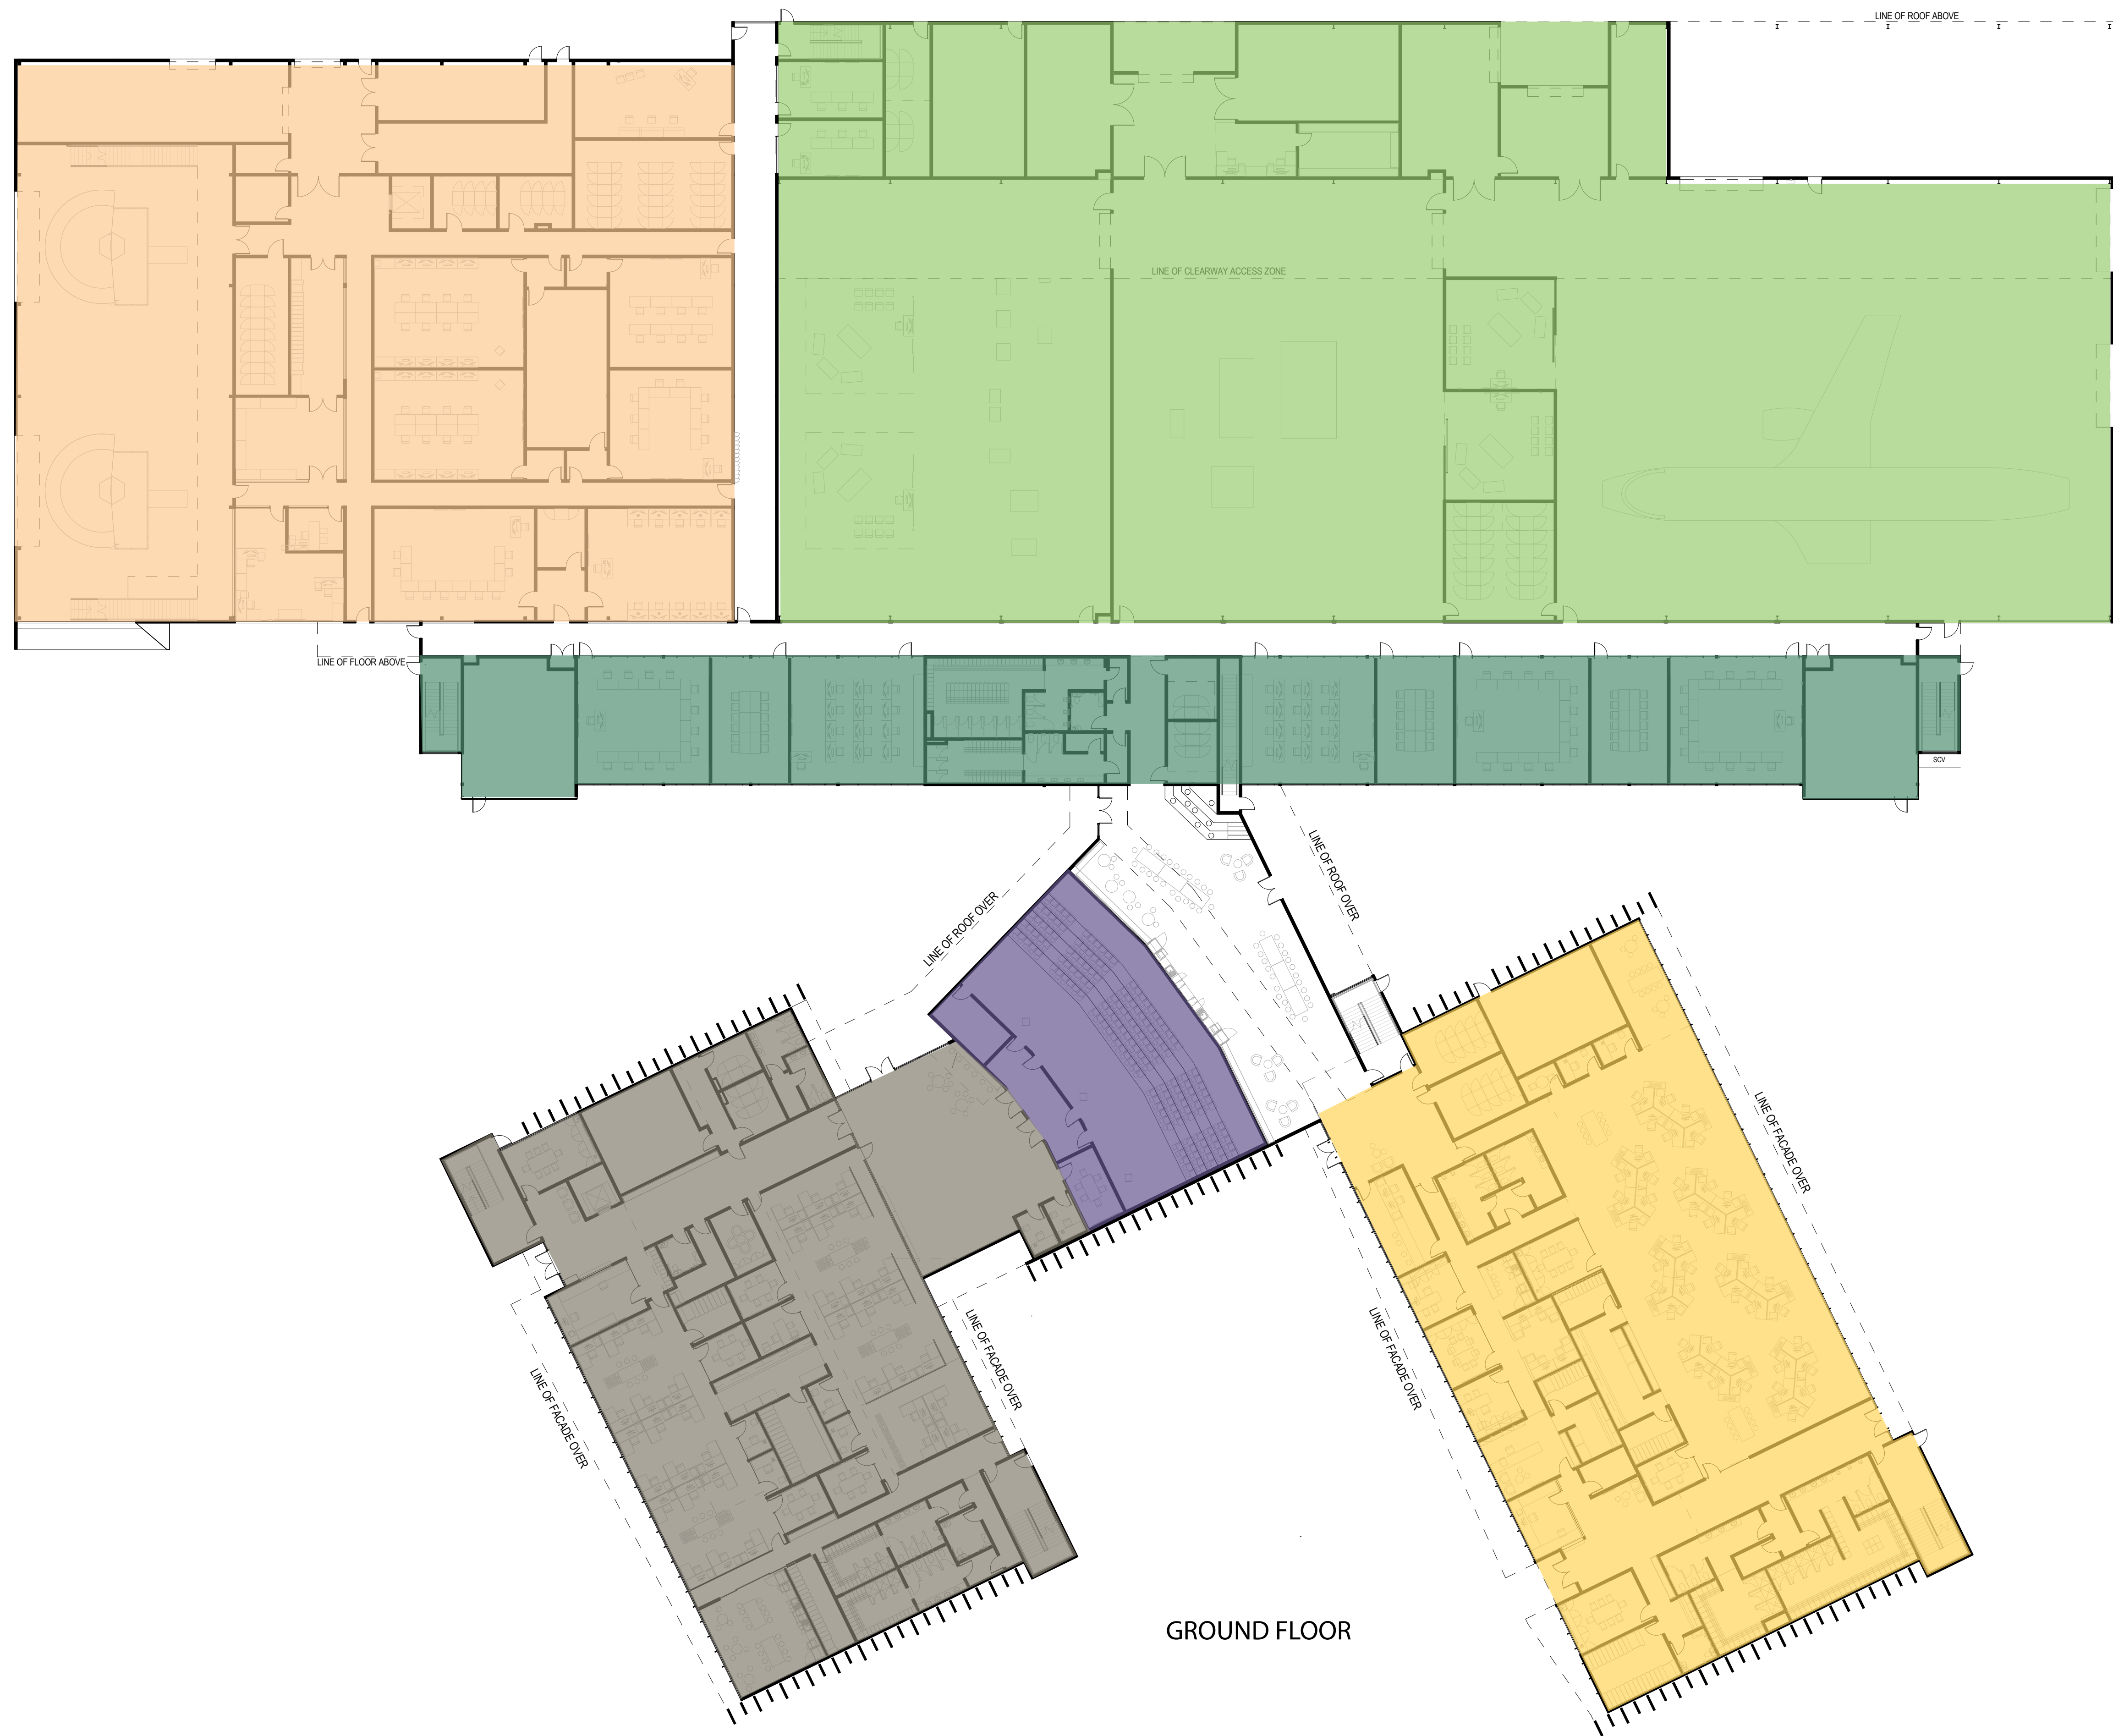 LINE OF ROOF ABOVE
LINE OF CLEARWAY ACCESS ZONE
LINE OF FLOOR ABOVE
SCV
LINE OF ROOF OVER
LINE OF ROOF OVER
LINE OF FACADE OVER
LINE OF FACADE OVER
LINE OF FACADE OVER
LINE OF FACADE OVER
GROUND FLOOR